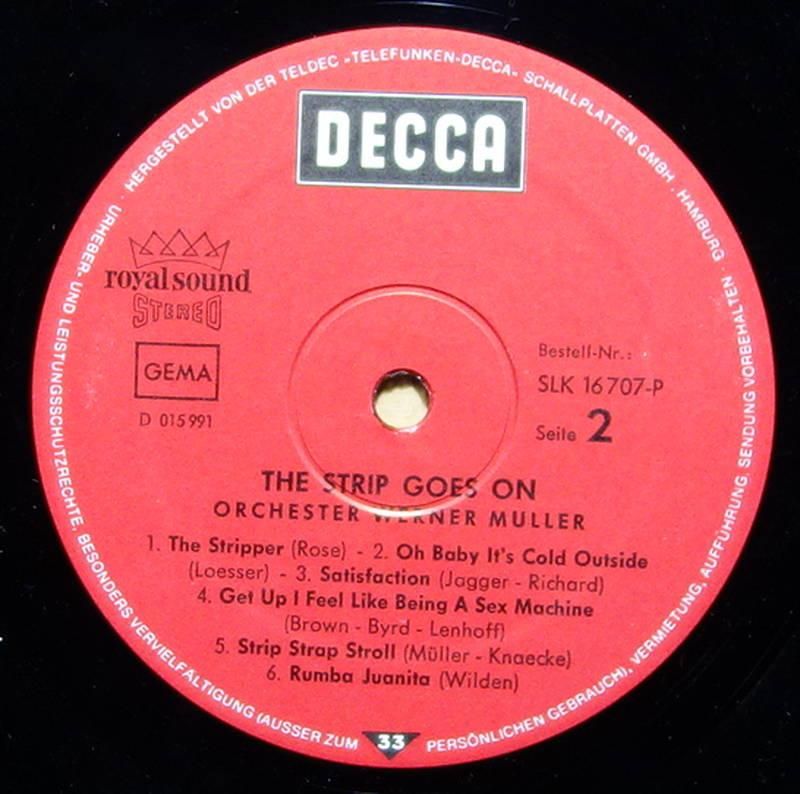 HERGESTELLT VON DER TELDEC »TELEFUNKEN-DECCA« SCHALLPLATTEN GMBH · HAMBURG ·
URHEBER- UND LEISTUNGSSCHUTZRECHTE, BESONDERS VERVIELFÄLTIGUNG (AUSSER ZUM PERSÖNLICHEN GEBRAUCH), VERMIETUNG, AUFFÜHRUNG, SENDUNG VORBEHALTEN
DECCA
royal sound
STEREO
GEMA
D 015991
Bestell-Nr.:
SLK 16707-P
Seite 2
THE STRIP GOES ON
ORCHESTER WERNER MULLER
1. The Stripper (Rose) - 2. Oh Baby It's Cold Outside
(Loesser) - 3. Satisfaction (Jagger - Richard)
4. Get Up I Feel Like Being A Sex Machine
(Brown - Byrd - Lenhoff)
5. Strip Strap Stroll (Müller - Knaecke)
6. Rumba Juanita (Wilden)
33